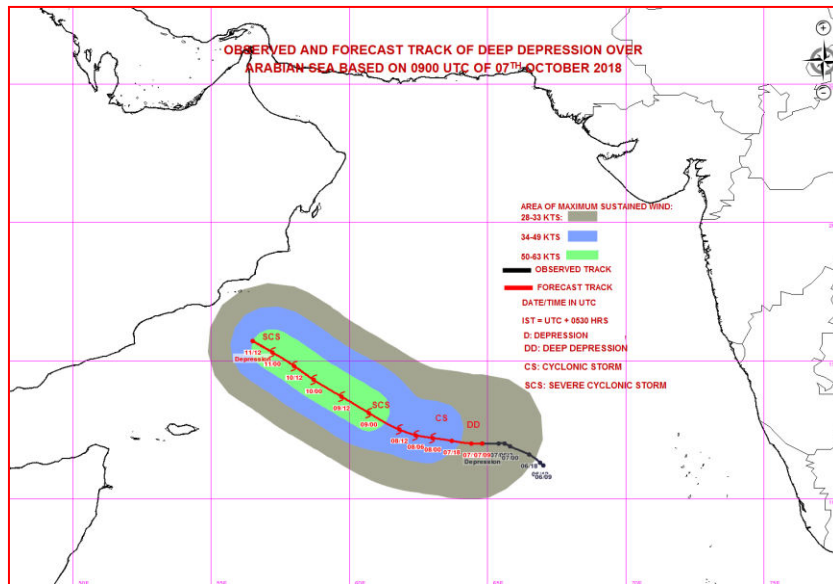 OBSERVED AND FORECAST TRACK OF DEEP DEPRESSION OVER
ARABIAN SEA BASED ON 0900 UTC OF 07TH OCTOBER 2018
AREA OF MAXIMUM SUSTAINED WIND:
28-33 KTS:
34-49 KTS
50-63 KTS
OBSERVED TRACK
FORECAST TRACK
DATE/TIME IN UTC
IST = UTC + 0530 HRS
D: DEPRESSION
DD: DEEP DEPRESSION
CS: CYCLONIC STORM
SCS: SEVERE CYCLONIC STORM
SCS
11/12
Depression
11/00
10/12
10/00
09/12
SCS
09/00
CS
DD
08/12
08/00
07/18
07/09
Depression
07/00
06/18
06/09